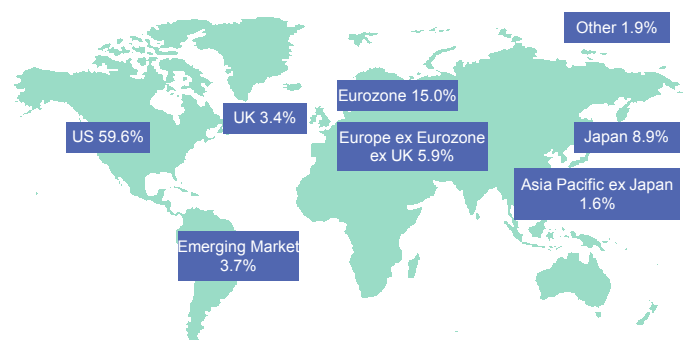 Other 1.9%
Eurozone 15.0%
UK 3.4%
US 59.6%
Europe ex Eurozone
ex UK 5.9%
Japan 8.9%
Asia Pacific ex Japan
1.6%
Emerging Market
3.7%